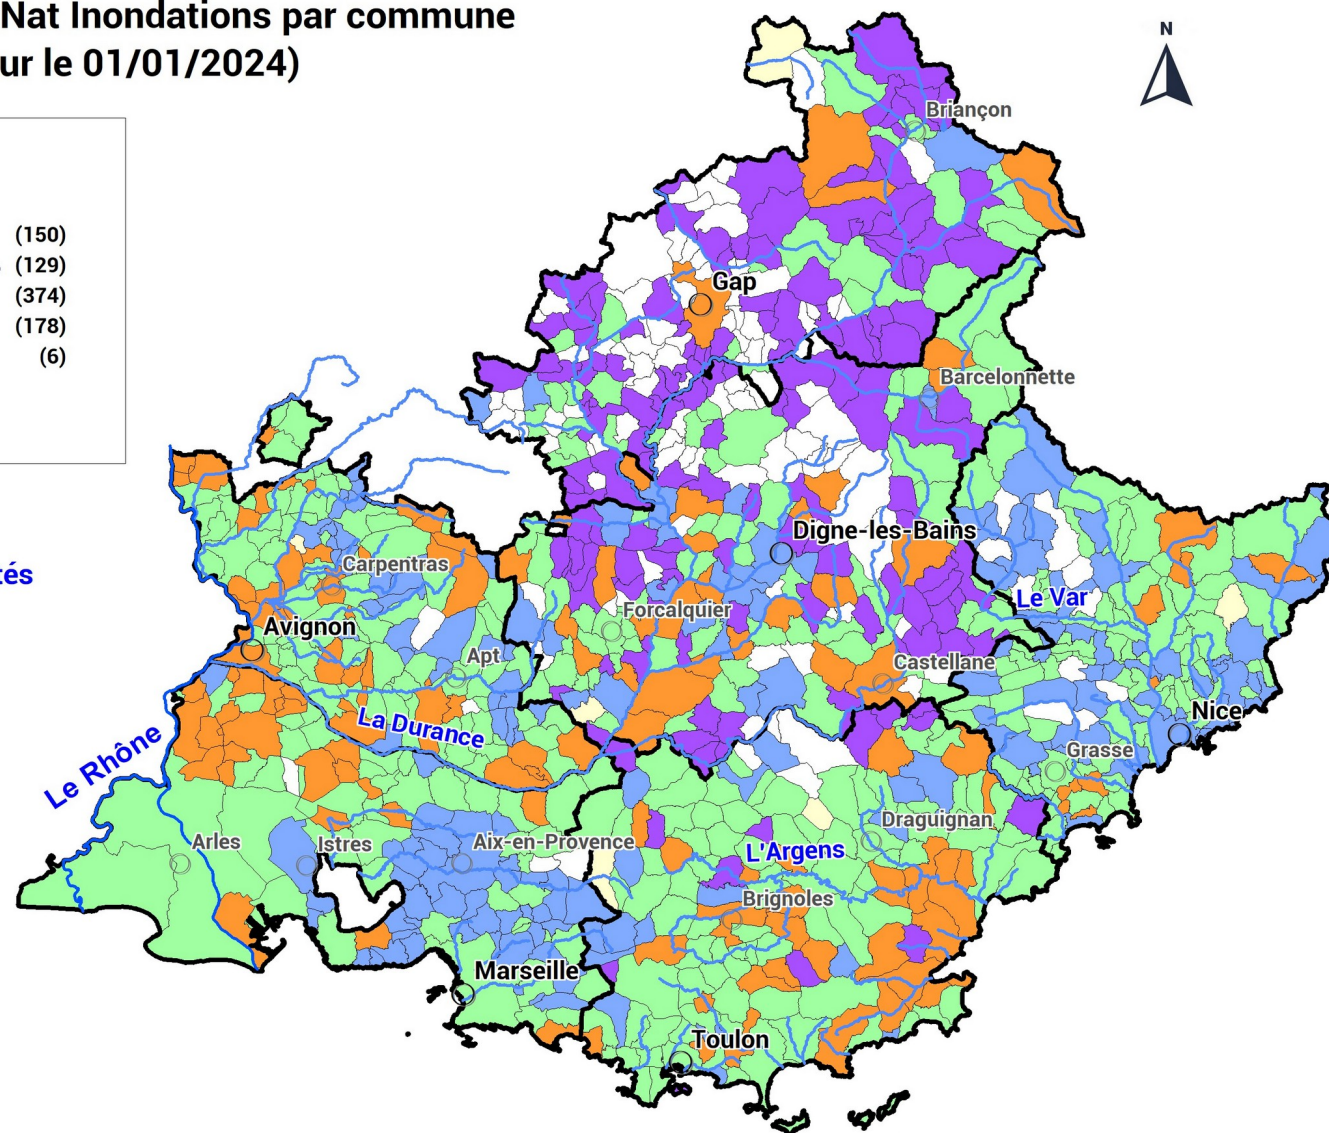 Nat Inondations par commune
ur le 01/01/2024)
N
(150)
(129)
(374)
(178)
(6)
tés
Briançon
Gap
Barcelonnette
Digne-les-Bains
Carpentras
Le Var
Forcalquier
Avignon
Apt
Castellane
La Durance
Nice
Le Rhône
Grasse
Draguignan
Arles
Istres
Aix-en-Provence
L'Argens
Brignoles
Marseille
Toulon